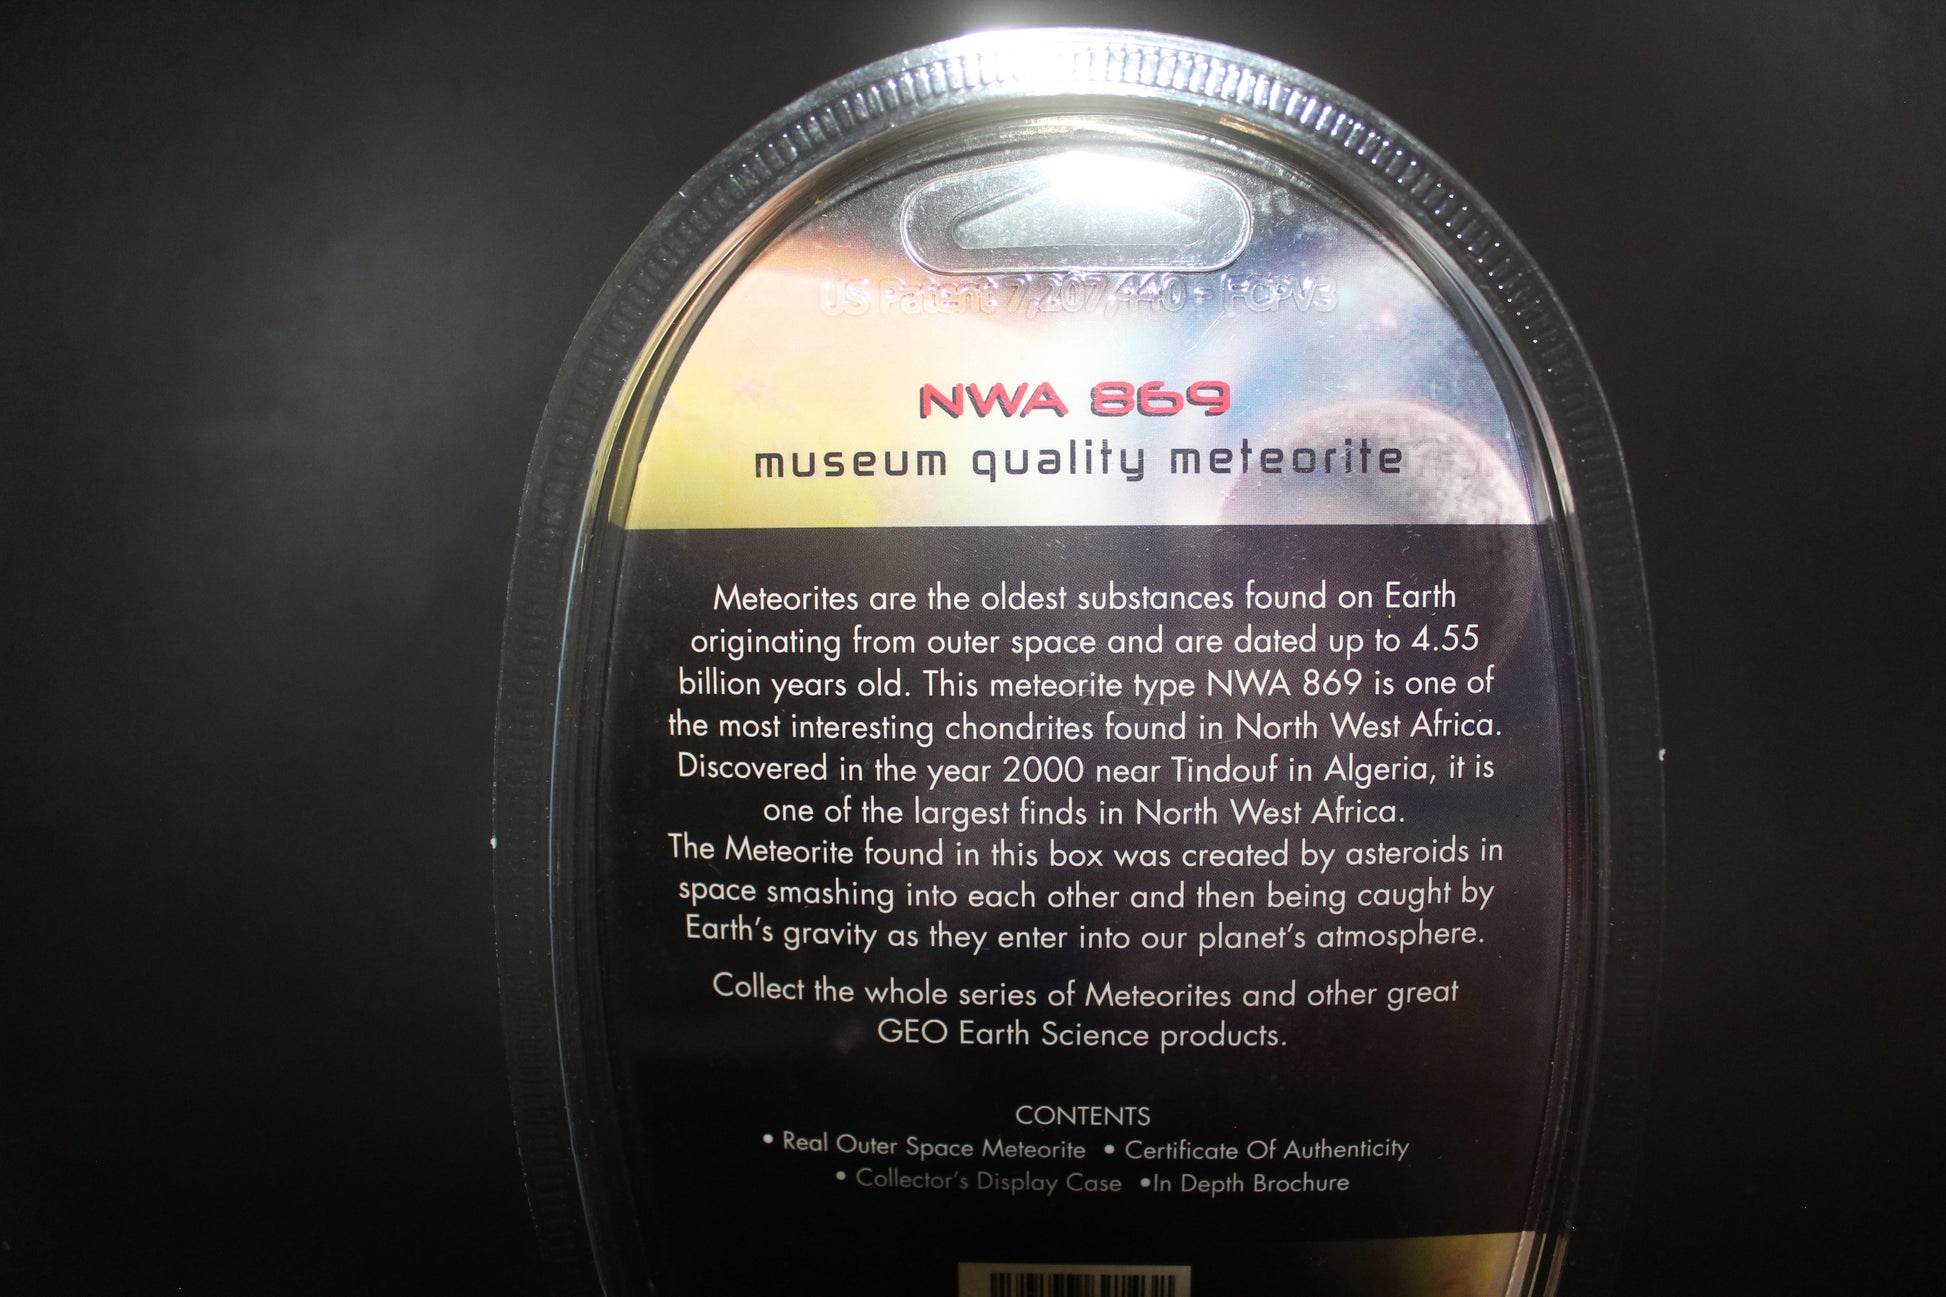 US Patent 7,207,440 - FCPV3
NWA 869
museum quality meteorite
Meteorites are the oldest substances found on Earth
originating from outer space and are dated up to 4.55
billion years old. This meteorite type NWA 869 is one of
the most interesting chondrites found in North West Africa.
Discovered in the year 2000 near Tindouf in Algeria, it is
one of the largest finds in North West Africa.
The Meteorite found in this box was created by asteroids in
space smashing into each other and then being caught by
Earth's gravity as they enter into our planet's atmosphere.
Collect the whole series of Meteorites and other great
GEO Earth Science products.
CONTENTS
• Real Outer Space Meteorite • Certificate Of Authenticity
• Collector's Display Case •In Depth Brochure